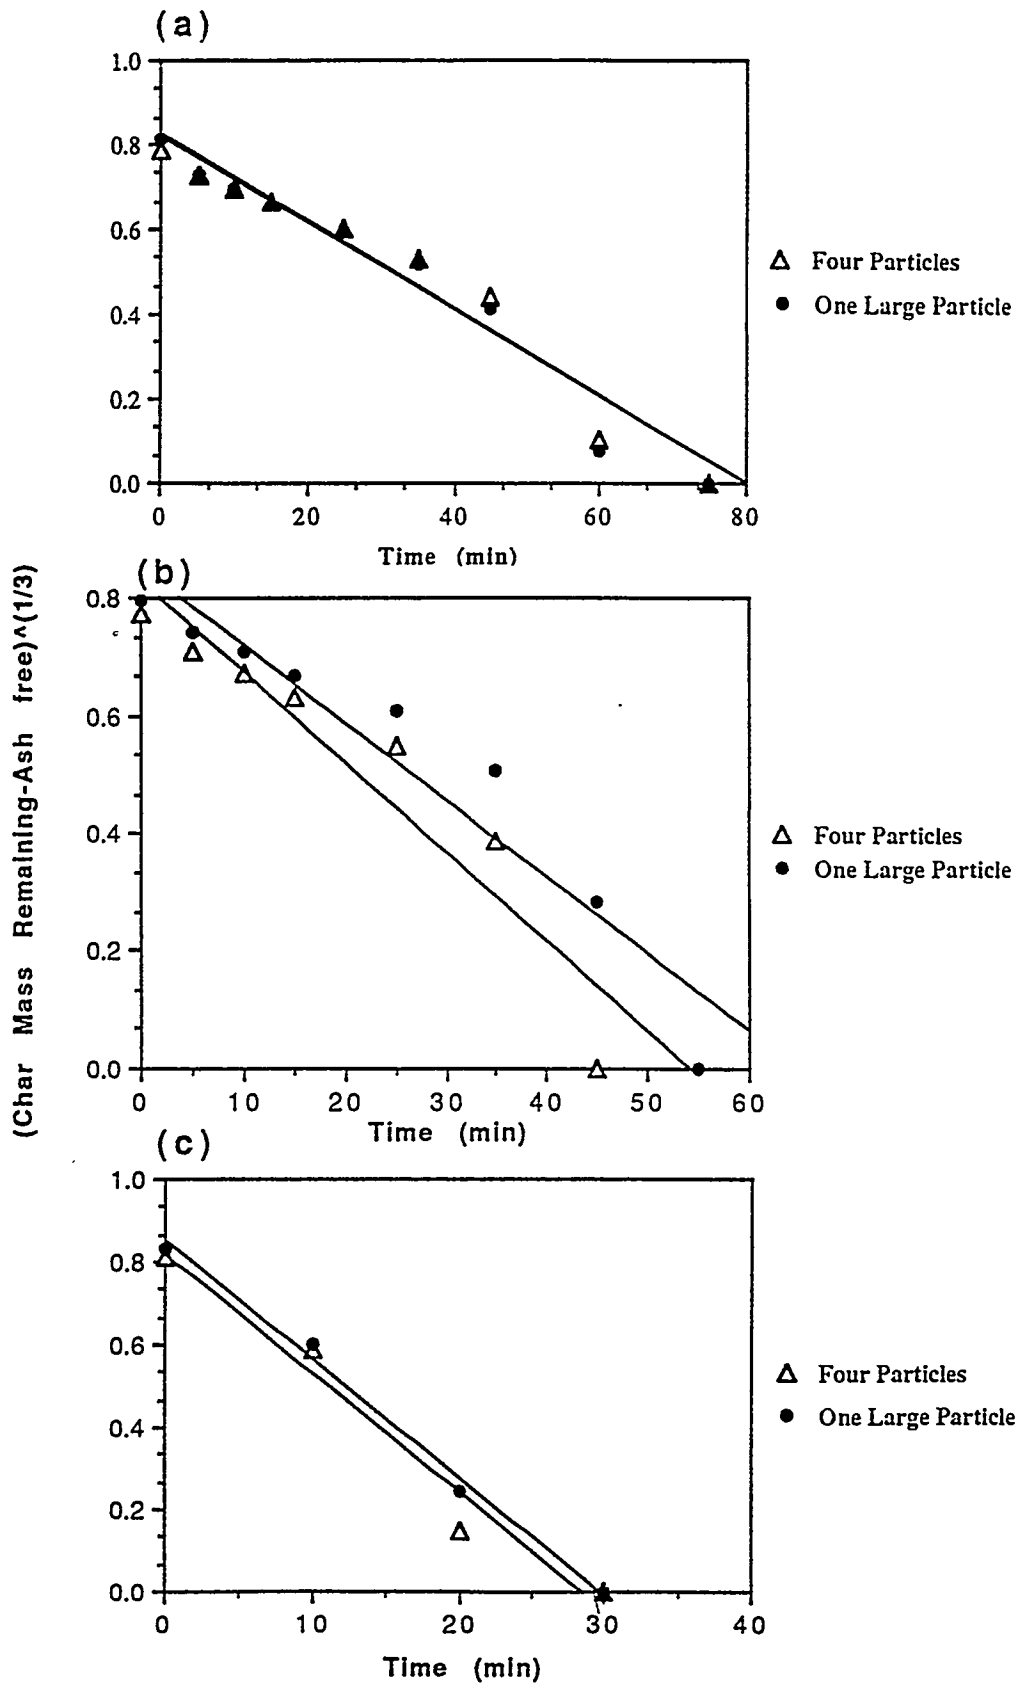 (a)
1.0
0.8
0.6
0.4
0.2
0.0
0 20 40 60 80
Time (min)
Four Particles
One Large Particle
(Char Mass Remaining-Ash free)^(1/3)
(b)
0.8
0.6
0.4
0.2
0.0
0 10 20 30 40 50 60
Time (min)
Four Particles
One Large Particle
(c)
1.0
0.8
0.6
0.4
0.2
0.0
0 10 20 30 40
Time (min)
Four Particles
One Large Particle